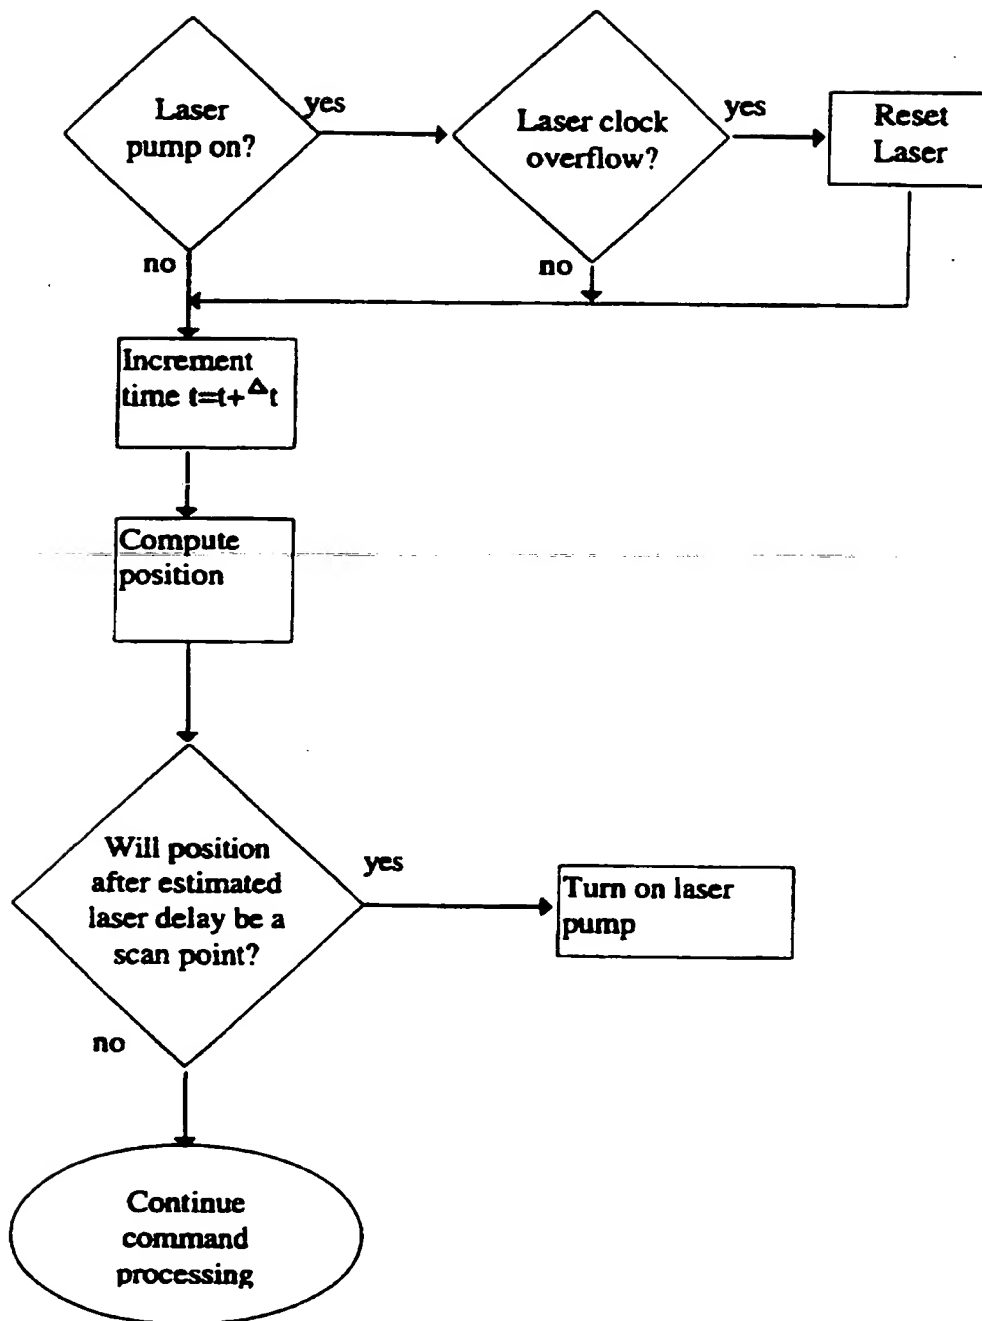 Laser
pump on?
yes
Laser clock
overflow?
yes
Reset
Laser
no
no
Increment
time t=t+Δt
Compute
position
Will position
after estimated
laser delay be a
scan point?
yes
Turn on laser
pump
no
Continue
command
processing